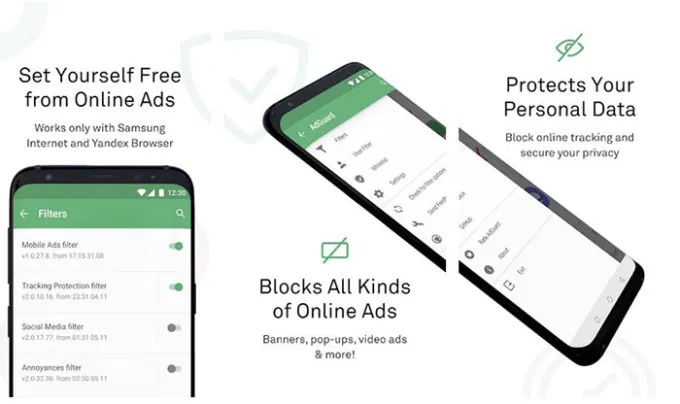 Set Yourself Free
from Online Ads
Works only with Samsung
Internet and Yandex Browser
12:30
Filters
Mobile Ads filter
v1.0.27.8. from 17:15 31.08
Tracking Protection filter
v2.0.10.16. from 23:31 04.11
Social Media filter
v2.0.17.77. from 01:31 05.11
Annoyances filter
v2.0.32.36. from 02:30 05.11
AdGuard
Filters
User Filter
Whitelist
Settings
Check for filter updates
Send Feedback
GitHub
Rate AdGuard
About
Exit
Blocks All Kinds
of Online Ads
Banners, pop-ups, video ads
& more!
Protects Your
Personal Data
Block online tracking and
secure your privacy